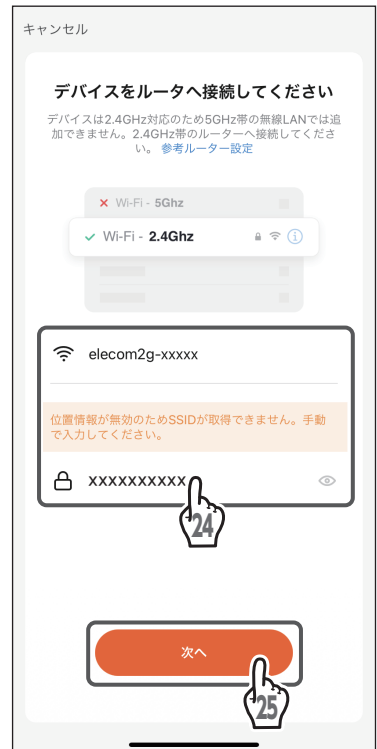 キャンセル
デバイスをルータへ接続してください
デバイスは2.4GHz対応のため5GHz帯の無線LANでは追
加できません。2.4GHz帯のルーターへ接続してくださ
い。 参考ルーター設定
Wi-Fi - 5Ghz
Wi-Fi - 2.4Ghz
elecom2g-xxxxx
位置情報が無効のためSSIDが取得できません。手動
で入力してください。
xxxxxxxxxx
24
次へ
25